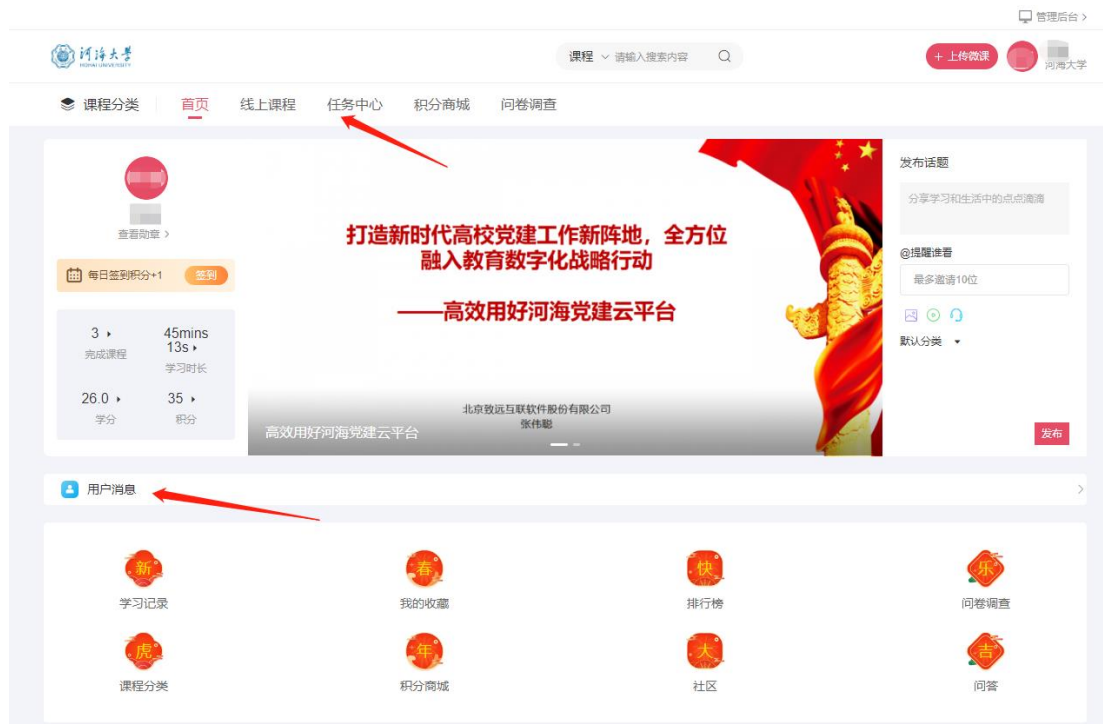 管理后台 >
河海大学
HOHAI UNIVERSITY
课程 请输入搜索内容
+ 上传微课
河海大学
课程分类 首页 线上课程 任务中心 积分商城 问卷调查
查看勋章 >
每日签到积分+1 签到
3
完成课程
45mins
13s
学习时长
26.0
学分
35
积分
打造新时代高校党建工作新阵地，全方位
融入教育数字化战略行动
——高效用好河海党建云平台
北京致远互联软件股份有限公司
张伟聪
高效用好河海党建云平台
发布话题
分享学习和生活中的点点滴滴
@提醒谁看
最多邀请10位
默认分类
发布
用户消息
新 春 快 乐
学习记录 我的收藏 排行榜 问卷调查
虎 年 大 吉
课程分类 积分商城 社区 问答